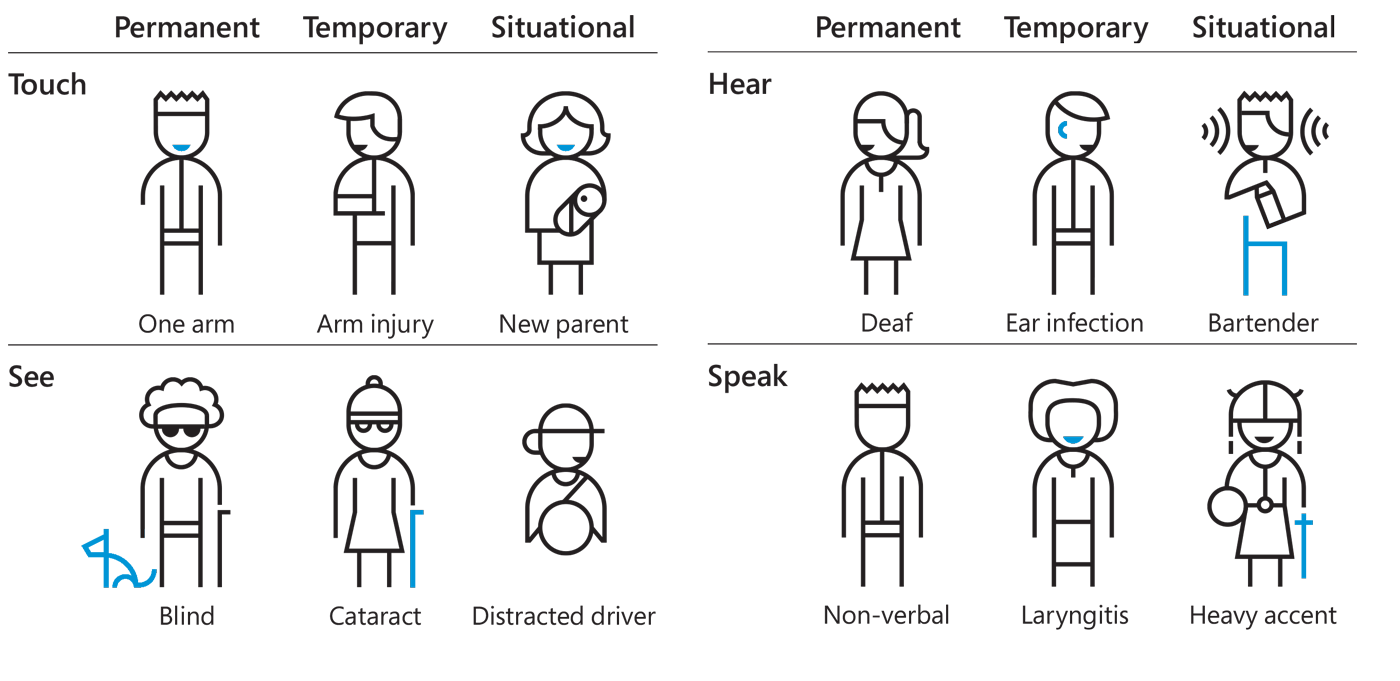 Permanent Temporary Situational
Touch
One arm Arm injury New parent
See
Blind Cataract Distracted driver
Permanent Temporary Situational
Hear
Deaf Ear infection Bartender
Speak
Non-verbal Laryngitis Heavy accent